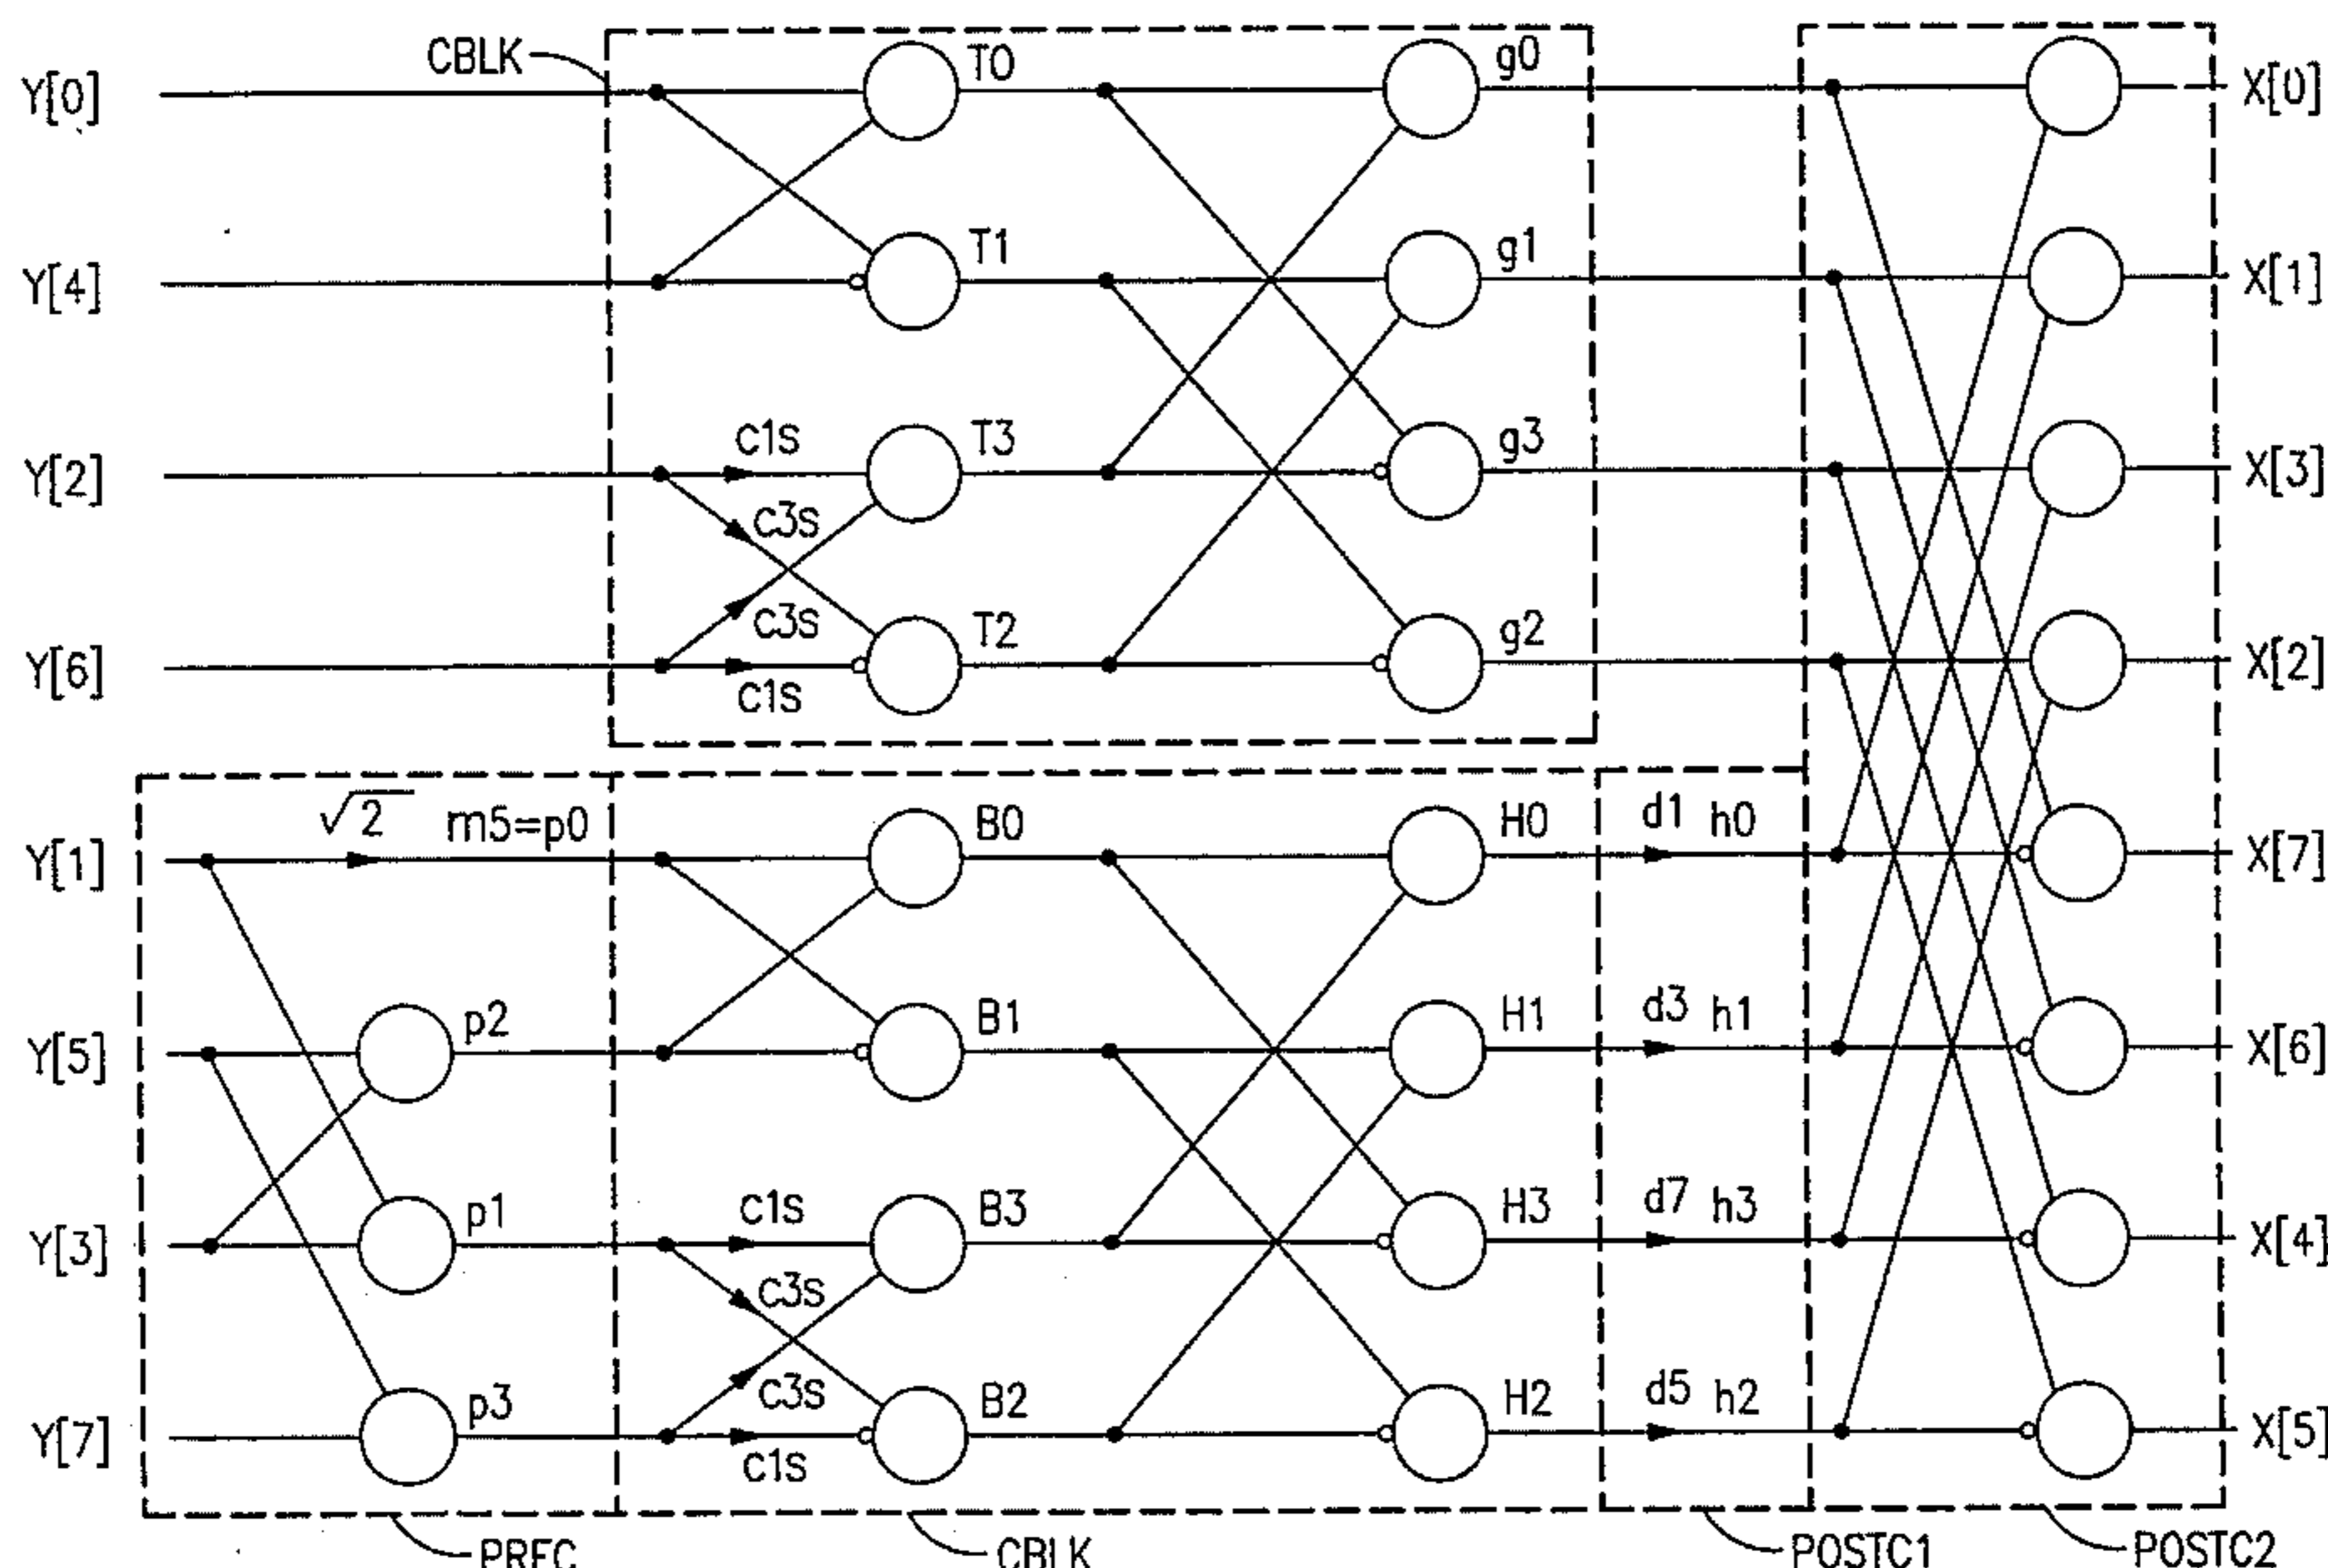 CBLK
Y[0] T0 g0 X[0]
Y[4] T1 g1 X[1]
Y[2] c1s T3 g3 X[3]
c3s
c3s
Y[6] c1s T2 g2 X[2]
Y[1] √2 m5=p0 B0 H0 d1 h0 X[7]
Y[5] p2 B1 H1 d3 h1 X[6]
Y[3] p1 c1s B3 H3 d7 h3 X[4]
c3s
c3s
Y[7] p3 c1s B2 H2 d5 h2 X[5]
PREC CBLK POSTC1 POSTC2